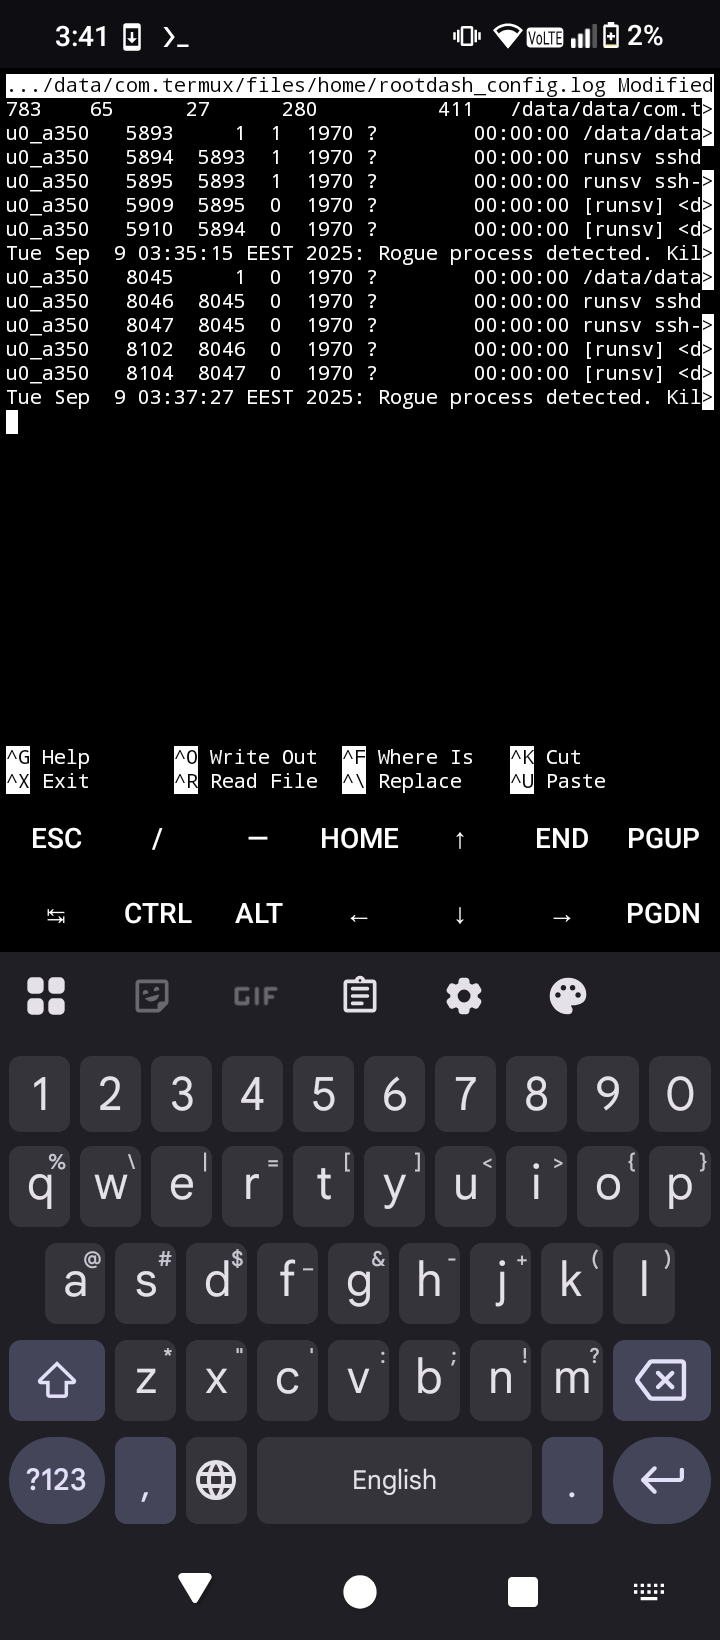 3:41 VoLTE 2%
.../data/com.termux/files/home/rootdash_config.log Modified
783 65 27 280 411 /data/data/com.t>
u0_a350 5893 1 1 1970 ? 00:00:00 /data/data>
u0_a350 5894 5893 1 1970 ? 00:00:00 runsv sshd
u0_a350 5895 5893 1 1970 ? 00:00:00 runsv ssh->
u0_a350 5909 5895 0 1970 ? 00:00:00 [runsv] <d>
u0_a350 5910 5894 0 1970 ? 00:00:00 [runsv] <d>
Tue Sep 9 03:35:15 EEST 2025: Rogue process detected. Kil>
u0_a350 8045 1 0 1970 ? 00:00:00 /data/data>
u0_a350 8046 8045 0 1970 ? 00:00:00 runsv sshd
u0_a350 8047 8045 0 1970 ? 00:00:00 runsv ssh->
u0_a350 8102 8046 0 1970 ? 00:00:00 [runsv] <d>
u0_a350 8104 8047 0 1970 ? 00:00:00 [runsv] <d>
Tue Sep 9 03:37:27 EEST 2025: Rogue process detected. Kil>
^G Help ^O Write Out ^F Where Is ^K Cut
^X Exit ^R Read File ^\ Replace ^U Paste
ESC / — HOME ↑ END PGUP
↹ CTRL ALT ← ↓ → PGDN
GIF
1 2 3 4 5 6 7 8 9 0
q % w \ e | r = t [ y ] u < i > o { p }
a @ s # d $ f _ g & h - j + k ( l )
z * x " c ' v : b ; n ! m ?
?123 , English .